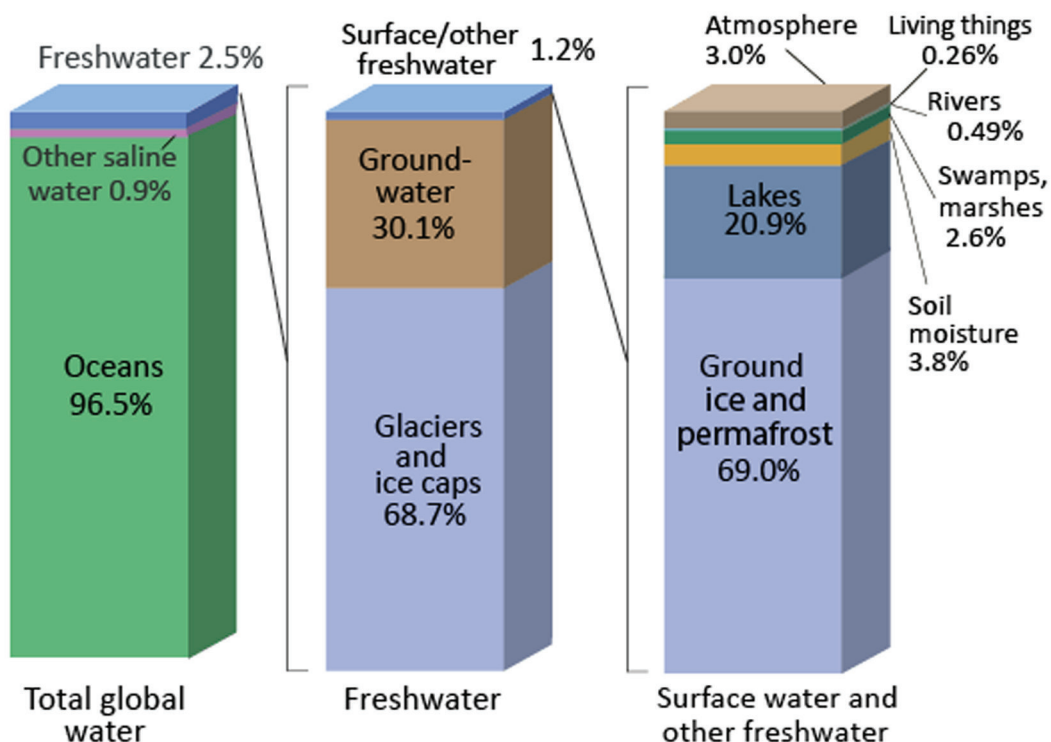 Freshwater 2.5%
Other saline
water 0.9%
Oceans
96.5%
Total global
water
Surface/other
freshwater
1.2%
Ground-
water
30.1%
Glaciers
and
ice caps
68.7%
Freshwater
Atmosphere
3.0%
Living things
0.26%
Rivers
0.49%
Swamps,
marshes
2.6%
Soil
moisture
3.8%
Lakes
20.9%
Ground
ice and
permafrost
69.0%
Surface water and
other freshwater